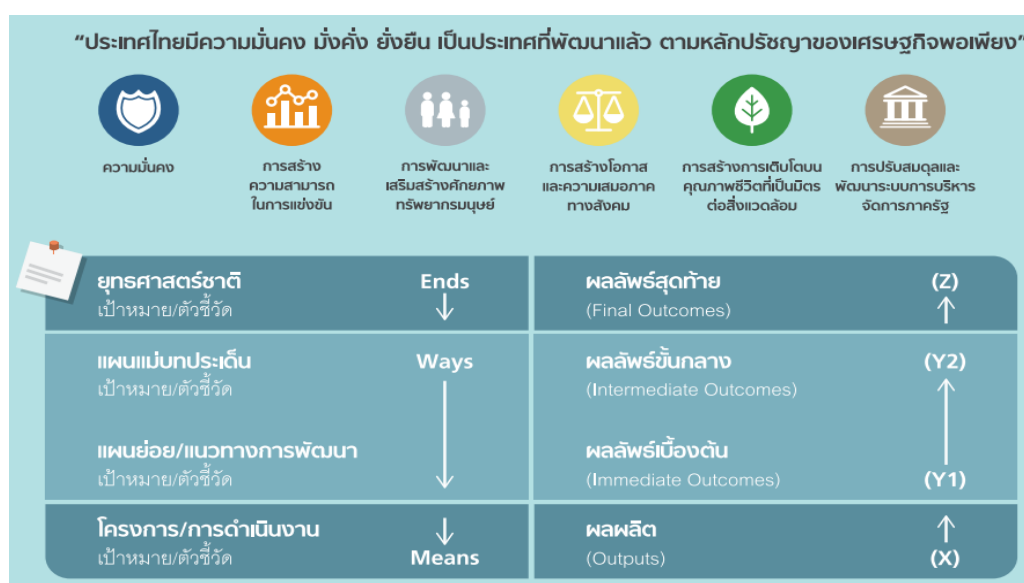 “ประเทศไทยมีความมั่นคง มั่งคั่ง ยั่งยืน เป็นประเทศที่พัฒนาแล้ว ตามหลักปรัชญาของเศรษฐกิจพอเพียง”
ความมั่นคง
การสร้าง
ความสามารถ
ในการแข่งขัน
การพัฒนาและ
เสริมสร้างศักยภาพ
ทรัพยากรมนุษย์
การสร้างโอกาส
และความเสมอภาค
ทางสังคม
การสร้างการเติบโตบน
คุณภาพชีวิตที่เป็นมิตร
ต่อสิ่งแวดล้อม
การปรับสมดุลและ
พัฒนาระบบการบริหาร
จัดการภาครัฐ
ยุทธศาสตร์ชาติ Ends ผลลัพธ์สุดท้าย (Z)
เป้าหมาย/ตัวชี้วัด (Final Outcomes)
แผนแม่บทประเด็น Ways ผลลัพธ์ขั้นกลาง (Y2)
เป้าหมาย/ตัวชี้วัด (Intermediate Outcomes)
แผนย่อย/แนวทางการพัฒนา ผลลัพธ์เบื้องต้น
เป้าหมาย/ตัวชี้วัด (Immediate Outcomes) (Y1)
โครงการ/การดำเนินงาน ผลผลิต
เป้าหมาย/ตัวชี้วัด Means (Outputs) (X)